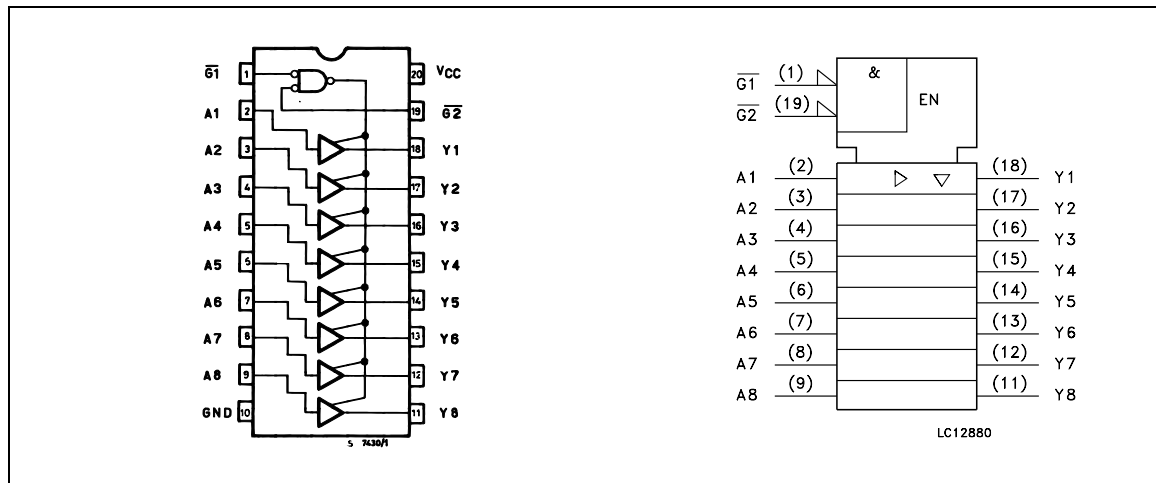 G1 1 20 VCC
A1 2 19 G2
A2 3 18 Y1
A3 4 17 Y2
A4 5 16 Y3
A5 6 15 Y4
A6 7 14 Y5
A7 8 13 Y6
A8 9 12 Y7
GND 10 11 Y8
S 7430/1
G1 (1) &
G2 (19) EN
A1 (2) (18) Y1
A2 (3) (17) Y2
A3 (4) (16) Y3
A4 (5) (15) Y4
A5 (6) (14) Y5
A6 (7) (13) Y6
A7 (8) (12) Y7
A8 (9) (11) Y8
LC12880